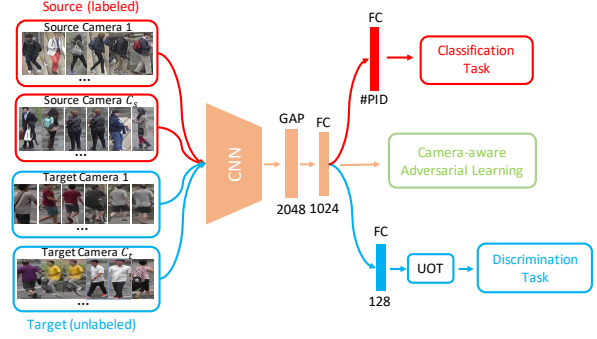 Source (labeled)
Source Camera 1
...
Source Camera C_s
...
Target Camera 1
...
Target Camera C_t
...
Target (unlabeled)
CNN
GAP
2048
FC
1024
FC
#PID
Classification
Task
Camera-aware
Adversarial Learning
FC
128
UOT
Discrimination
Task